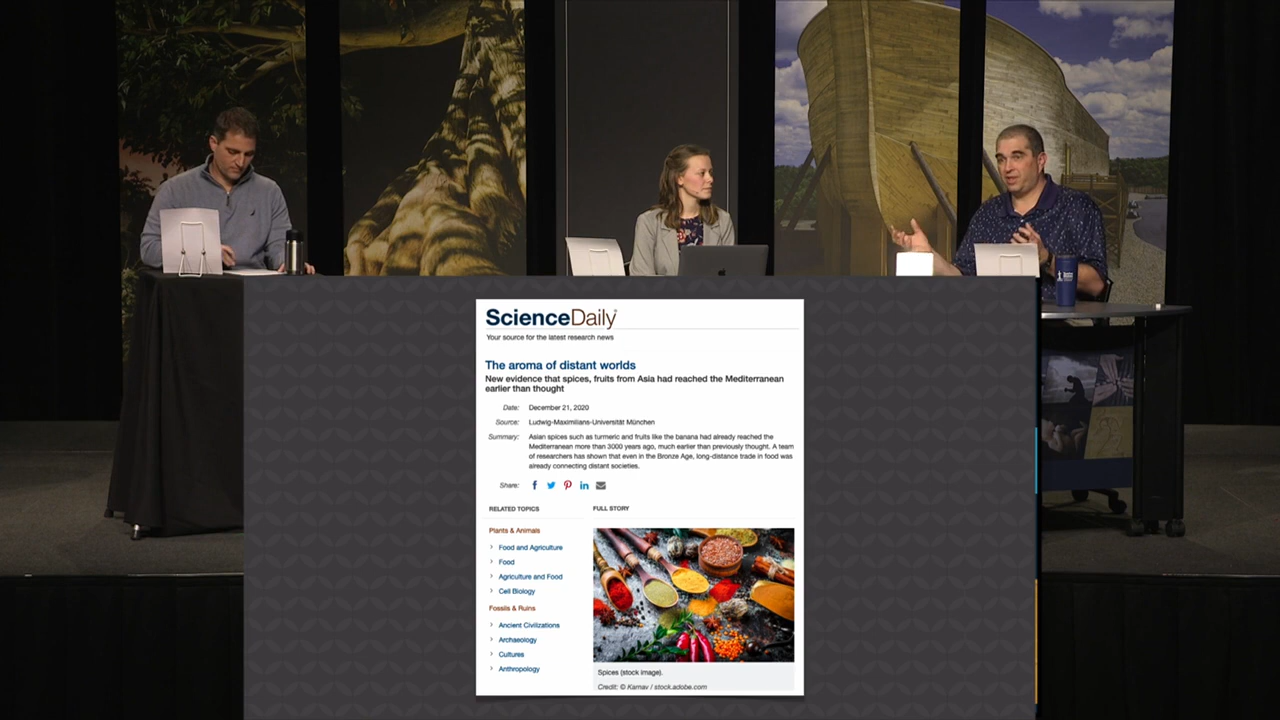 ScienceDaily
Your source for the latest research news
The aroma of distant worlds
New evidence that spices, fruits from Asia had reached the Mediterranean
earlier than thought
Date: December 21, 2020
Source: Ludwig-Maximilians-Universität München
Summary: Asian spices such as turmeric and fruits like the banana had already reached the
Mediterranean more than 3000 years ago, much earlier than previously thought. A team
of researchers has shown that even in the Bronze Age, long-distance trade in food was
already connecting distant societies.
Share:
RELATED TOPICS
Plants & Animals
Food and Agriculture
Food
Agriculture and Food
Cell Biology
Fossils & Ruins
Ancient Civilizations
Archaeology
Cultures
Anthropology
FULL STORY
Spices (stock image).
Credit: © Kamav / stock.adobe.com